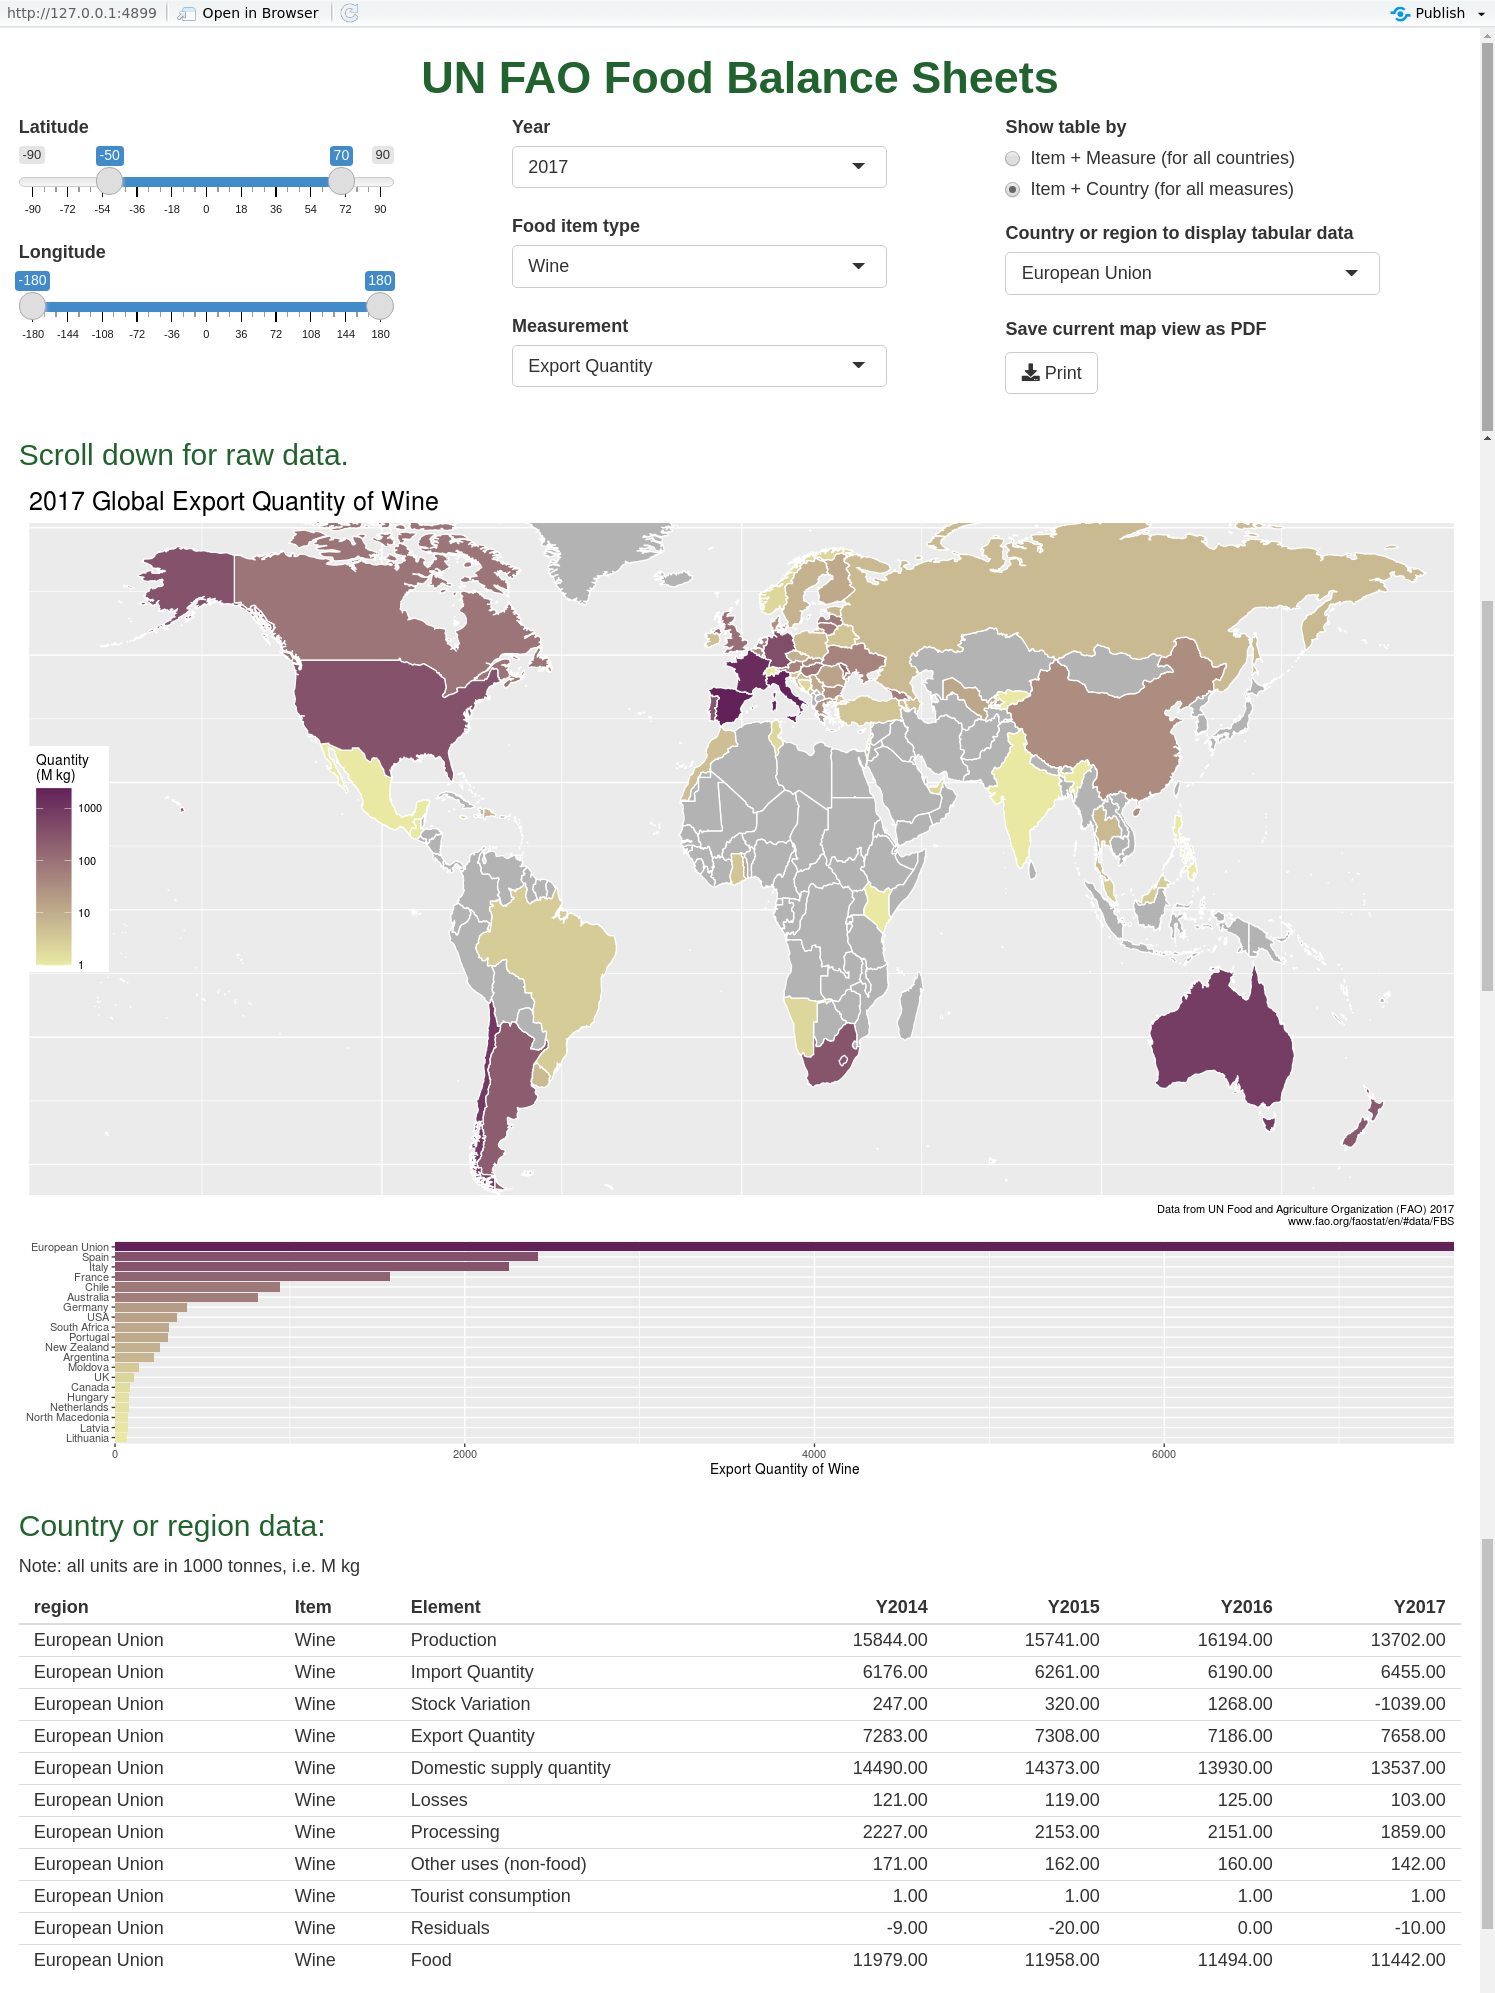 http://127.0.0.1:4899 Open in Browser Publish
UN FAO Food Balance Sheets
Latitude
-90 -50 70 90
-90 -72 -54 -36 -18 0 18 36 54 72 90
Longitude
-180 180
-180 -144 -108 -72 -36 0 36 72 108 144 180
Year
2017
Food item type
Wine
Measurement
Export Quantity
Show table by
Item + Measure (for all countries)
Item + Country (for all measures)
Country or region to display tabular data
European Union
Save current map view as PDF
Print
Scroll down for raw data.
2017 Global Export Quantity of Wine
Quantity
(M kg)
1000
100
10
1
Data from UN Food and Agriculture Organization (FAO) 2017
www.fao.org/faostat/en/#data/FBS
European Union
Spain
Italy
France
Chile
Australia
Germany
USA
South Africa
Portugal
New Zealand
Argentina
Moldova
UK
Canada
Hungary
Netherlands
North Macedonia
Latvia
Lithuania
0 2000 4000 6000
Export Quantity of Wine
Country or region data:
Note: all units are in 1000 tonnes, i.e. M kg
region Item Element Y2014 Y2015 Y2016 Y2017
European Union Wine Production 15844.00 15741.00 16194.00 13702.00
European Union Wine Import Quantity 6176.00 6261.00 6190.00 6455.00
European Union Wine Stock Variation 247.00 320.00 1268.00 -1039.00
European Union Wine Export Quantity 7283.00 7308.00 7186.00 7658.00
European Union Wine Domestic supply quantity 14490.00 14373.00 13930.00 13537.00
European Union Wine Losses 121.00 119.00 125.00 103.00
European Union Wine Processing 2227.00 2153.00 2151.00 1859.00
European Union Wine Other uses (non-food) 171.00 162.00 160.00 142.00
European Union Wine Tourist consumption 1.00 1.00 1.00 1.00
European Union Wine Residuals -9.00 -20.00 0.00 -10.00
European Union Wine Food 11979.00 11958.00 11494.00 11442.00